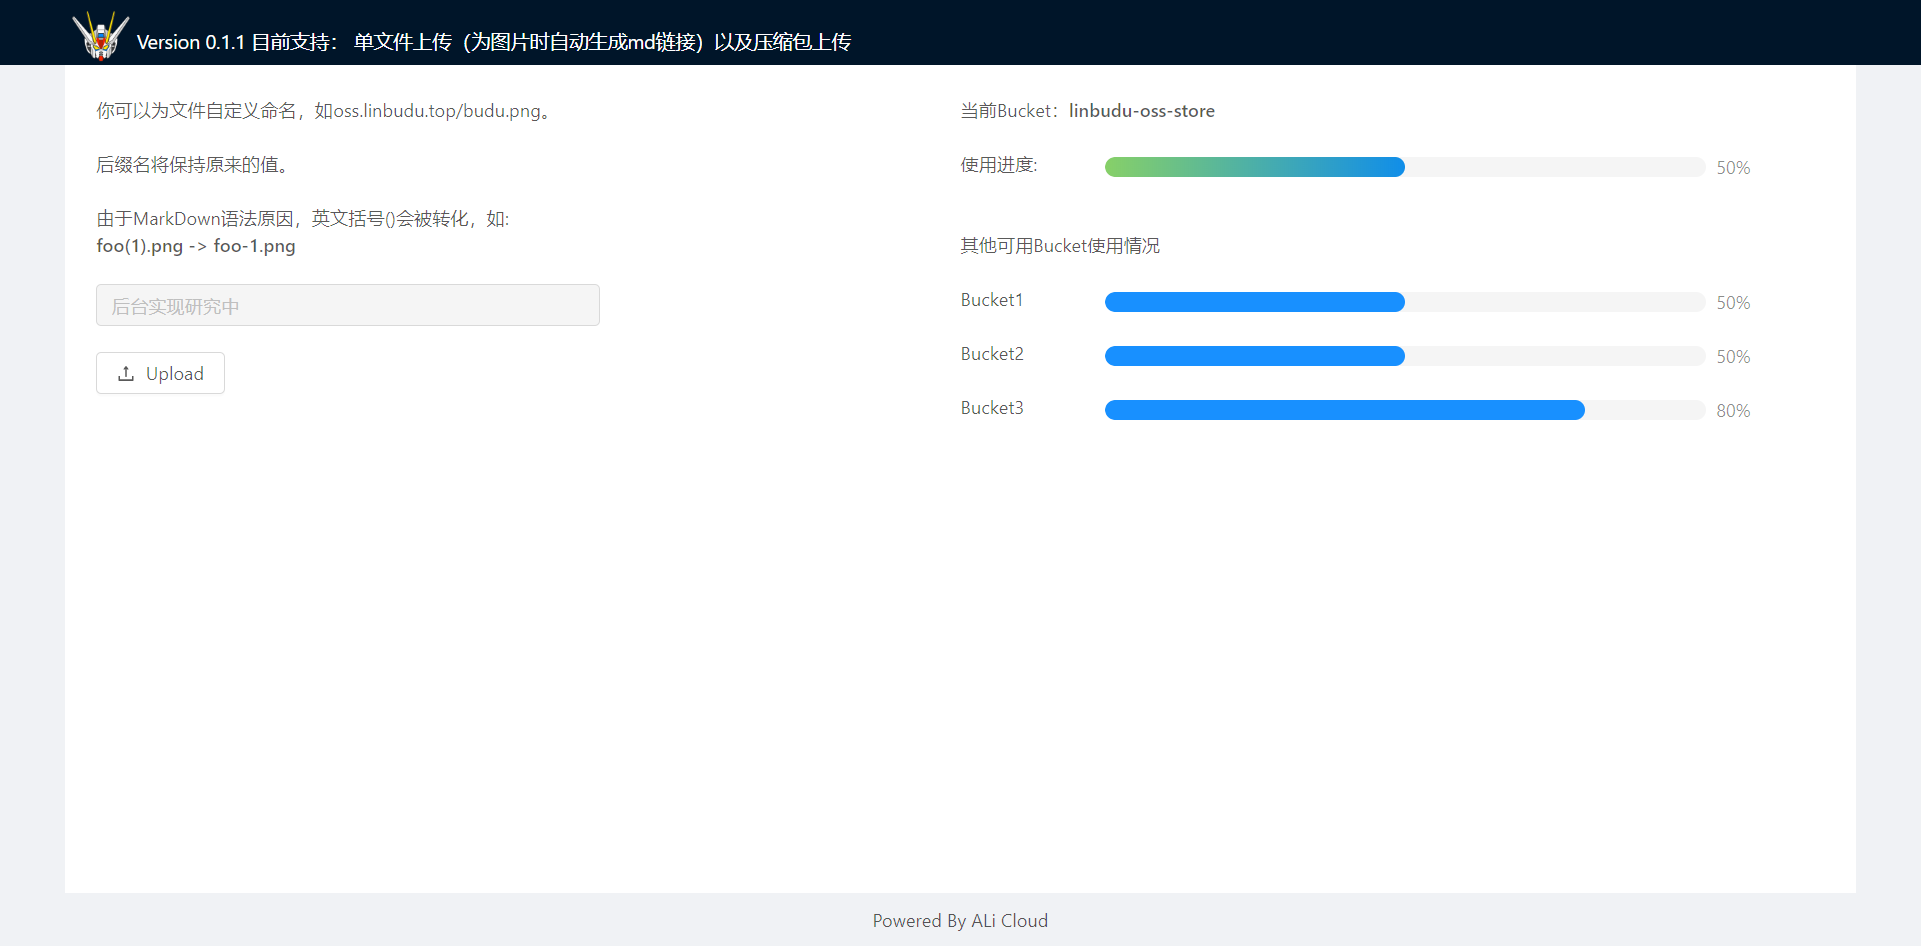 Version 0.1.1 目前支持： 单文件上传（为图片时自动生成md链接）以及压缩包上传
你可以为文件自定义命名，如oss.linbudu.top/budu.png。
后缀名将保持原来的值。
由于MarkDown语法原因，英文括号()会被转化，如:
foo(1).png -> foo-1.png
后台实现研究中
Upload
当前Bucket：linbudu-oss-store
使用进度: 50%
其他可用Bucket使用情况
Bucket1 50%
Bucket2 50%
Bucket3 80%
Powered By ALi Cloud